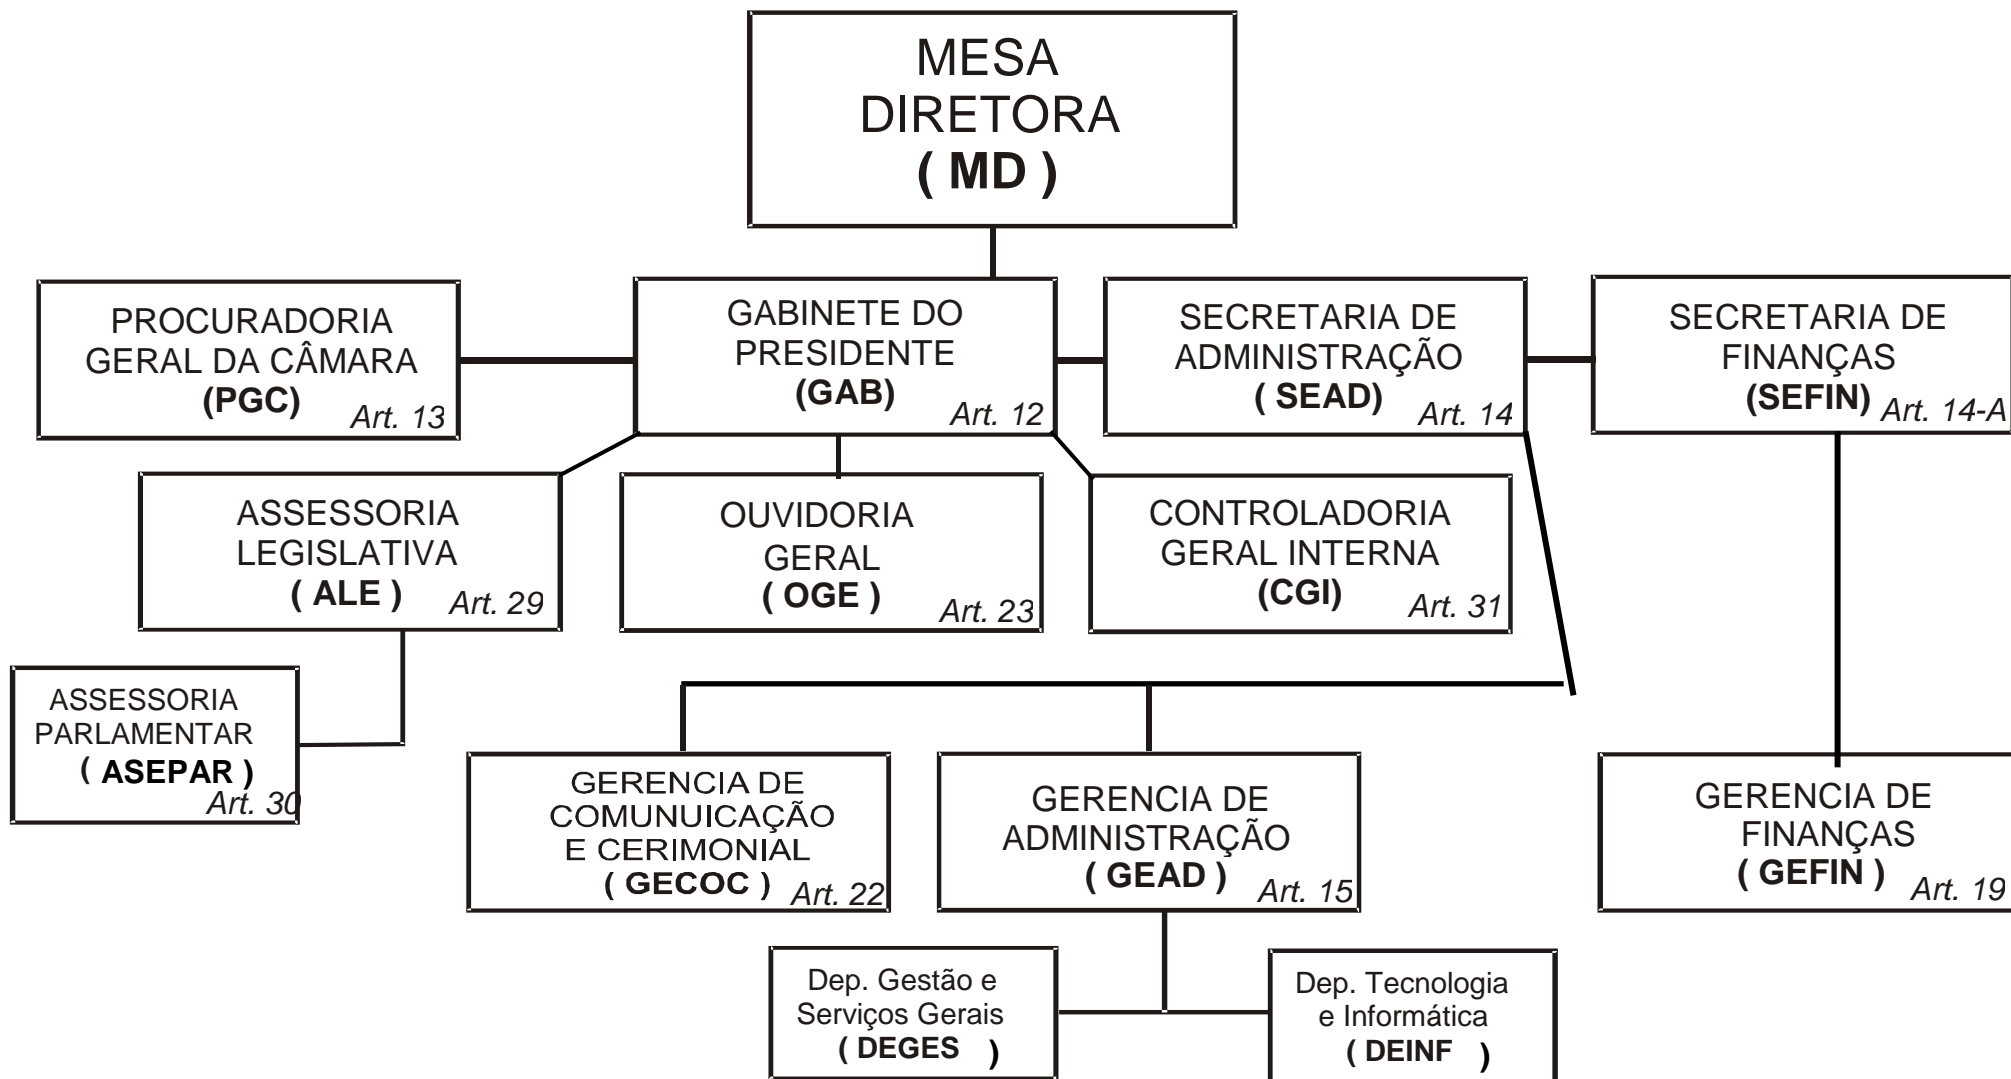 MESA
DIRETORA
( MD )
PROCURADORIA
GERAL DA CÂMARA
(PGC)
Art. 13
GABINETE DO
PRESIDENTE
(GAB)
Art. 12
SECRETARIA DE
ADMINISTRAÇÃO
( SEAD)
Art. 14
SECRETARIA DE
FINANÇAS
(SEFIN)
Art. 14-A
ASSESSORIA
LEGISLATIVA
( ALE )
Art. 29
OUVIDORIA
GERAL
( OGE )
Art. 23
CONTROLADORIA
GERAL INTERNA
(CGI)
Art. 31
ASSESSORIA
PARLAMENTAR
( ASEPAR )
Art. 30
GERENCIA DE
COMUNUICAÇÃO
E CERIMONIAL
( GECOC )
Art. 22
GERENCIA DE
ADMINISTRAÇÃO
( GEAD )
Art. 15
GERENCIA DE
FINANÇAS
( GEFIN )
Art. 19
Dep. Gestão e
Serviços Gerais
( DEGES )
Dep. Tecnologia
e Informática
( DEINF )